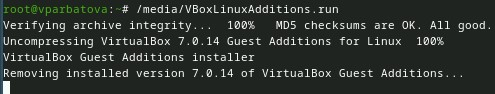 root@vparbatova:~# /media/VBoxLinuxAdditions.run
Verifying archive integrity...  100%   MD5 checksums are OK. All good.
Uncompressing VirtualBox 7.0.14 Guest Additions for Linux  100%
VirtualBox Guest Additions installer
Removing installed version 7.0.14 of VirtualBox Guest Additions...